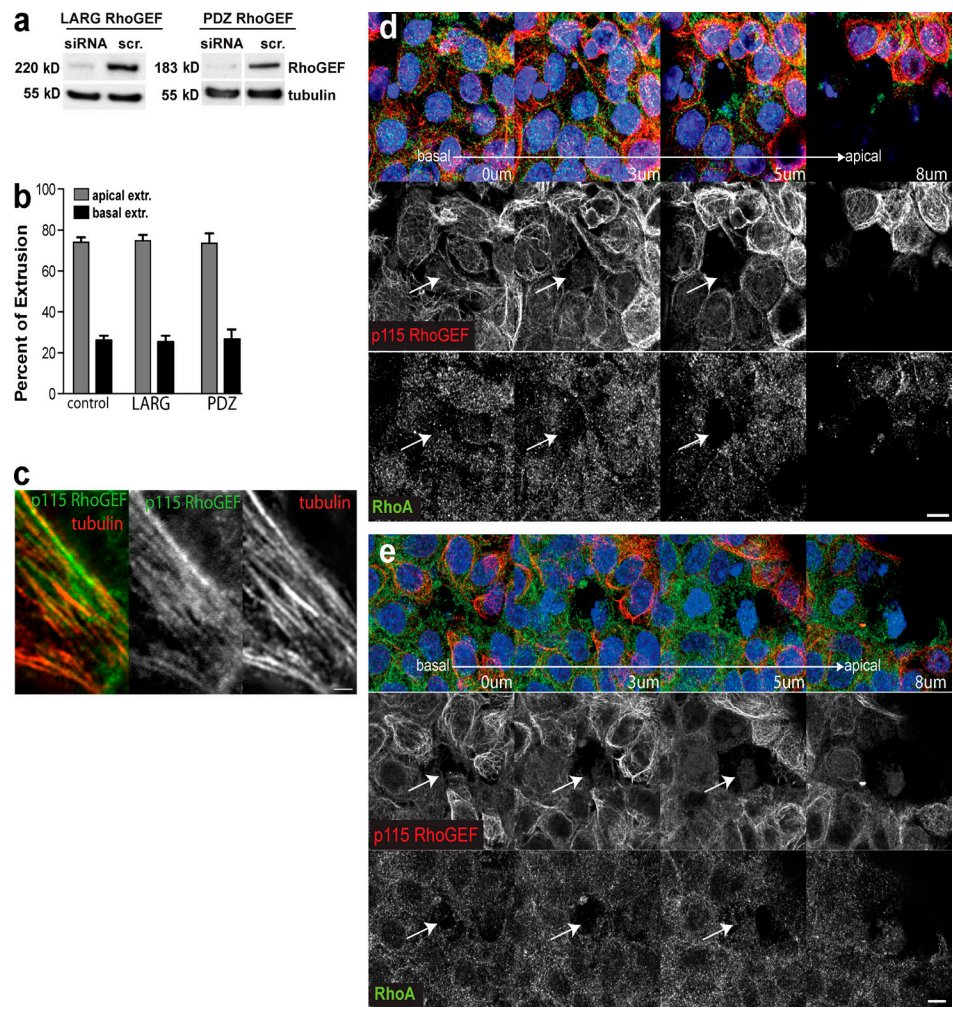 a
LARG RhoGEF
PDZ RhoGEF
siRNA scr.
siRNA scr.
220 kD
183 kD
RhoGEF
55 kD
55 kD
tubulin
b
Percent of Extrusion
100
80
60
40
20
0
apical extr.
basal extr.
control
LARG
PDZ
c
p115 RhoGEF
tubulin
p115 RhoGEF
tubulin
d
basal
apical
0um
3um
5um
8um
p115 RhoGEF
RhoA
e
basal
apical
0um
3um
5um
8um
p115 RhoGEF
RhoA